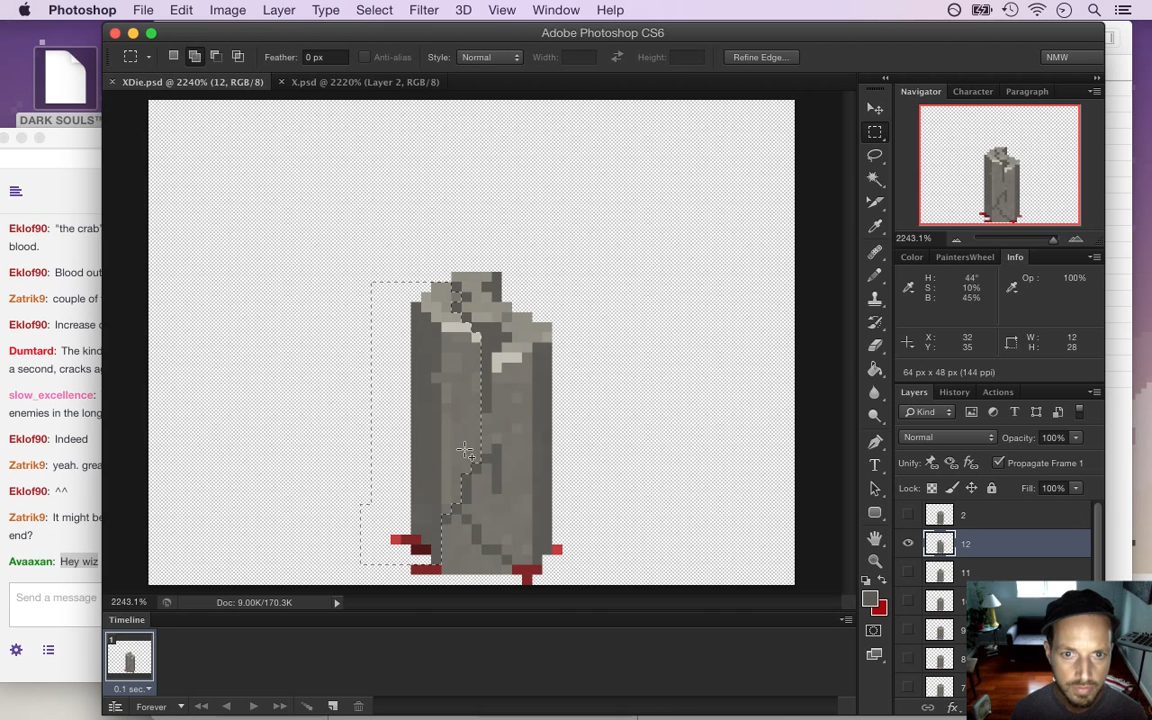 Photoshop File Edit Image Layer Type Select Filter 3D View Window Help
Adobe Photoshop CS6
Feather: 0 px Anti-alias Style: Normal Width: Height: Refine Edge... NMW
XDie.psd @ 2240% (12, RGB/8) X.psd @ 2220% (Layer 2, RGB/8)
Navigator Character Paragraph
DARK SOULS™
2243.1%
Color PaintersWheel Info
H: 44°
S: 10%
B: 45%
Op: 100%
X: 32
Y: 35
W: 12
H: 28
64 px x 48 px (144 ppi)
Layers History Actions
Kind
Normal Opacity: 100%
Unify: Propagate Frame 1
Lock: Fill: 100%
2
12
11
9
8
7
Eklof90: "the crab'
blood.
Eklof90: Blood out
Zatrik9: couple of
Eklof90: Increase
Dumtard: The kind
a second, cracks
slow_excellence:
enemies in the long
Eklof90: Indeed
Zatrik9: yeah. grea
Eklof90: ^^
Zatrik9: It might be
end?
Avaaxan: Hey wiz
Send a message
2243.1% Doc: 9.00K/170.3K
Timeline
1
0.1 sec.
Forever